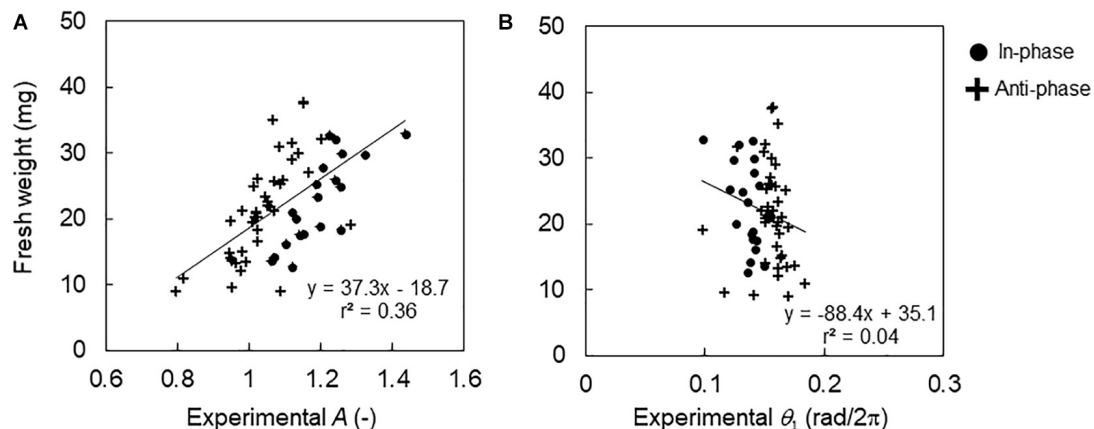 A
B
50
40
30
20
10
0
Fresh weight (mg)
y = 37.3x - 18.7
r² = 0.36
0.6
0.8
1
1.2
1.4
1.6
Experimental A (-)
50
40
30
20
10
0
y = -88.4x + 35.1
r² = 0.04
0
0.1
0.2
0.3
Experimental θ₁ (rad/2π)
In-phase
Anti-phase